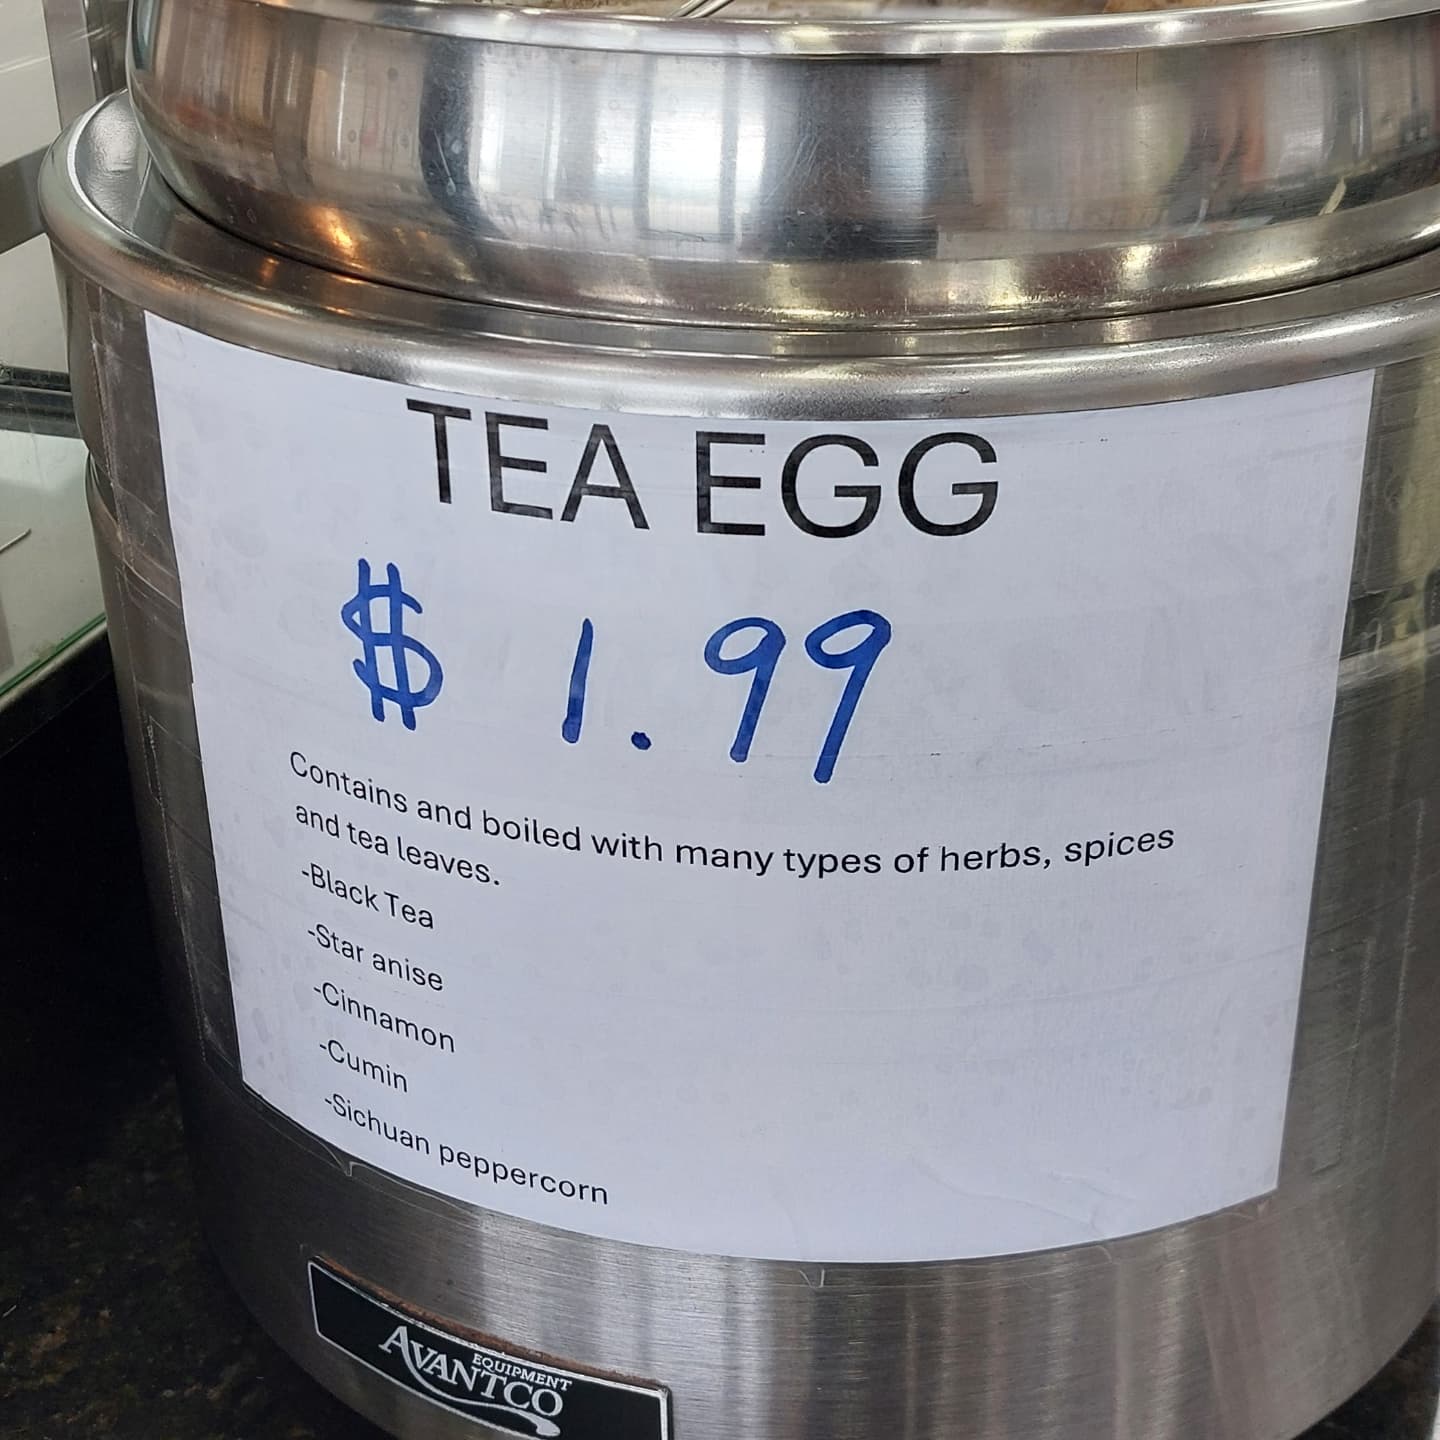 TEA EGG
$ 1.99
Contains and boiled with many types of herbs, spices
and tea leaves.
-Black Tea
-Star anise
-Cinnamon
-Cumin
-Sichuan peppercorn
EQUIPMENT
AVANTCO